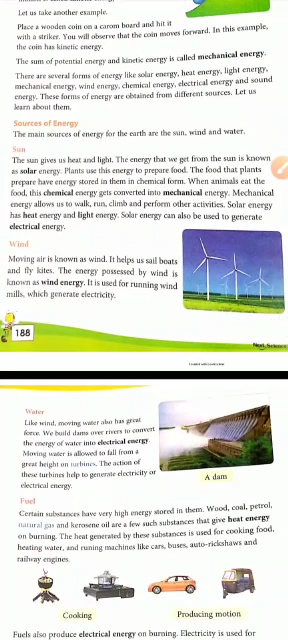 Let us take another example.
Place a wooden coin on a carom board and hit it
with a striker. You will observe that the coin moves forward. In this example,
the coin has kinetic energy.
The sum of potential energy and kinetic energy is called mechanical energy.
There are several forms of energy like solar energy, heat energy, light energy,
mechanical energy, wind energy, chemical energy, electrical energy and sound
energy. These forms of energy are obtained from different sources. Let us
learn about them.
Sources of Energy
The main sources of energy for the earth are the sun, wind and water.
Sun
The sun gives us heat and light. The energy that we get from the sun is known
as solar energy. Plants use this energy to prepare food. The food that plants
prepare have energy stored in them in chemical form. When animals eat the
food, this chemical energy gets converted into mechanical energy. Mechanical
energy allows us to walk, run, climb and perform other activities. Solar energy
has heat energy and light energy. Solar energy can also be used to generate
electrical energy.
Wind
Moving air is known as wind. It helps us sail boats
and fly kites. The energy possessed by wind is
known as wind energy. It is used for running wind
mills, which generate electricity.
188
Water
Like wind, moving water also has great
force. We build dams over rivers to convert
the energy of water into electrical energy.
Moving water is allowed to fall from a
great height on turbines. The action of
these turbines help to generate electricity or
electrical energy.
A dam
Fuel
Certain substances have very high energy stored in them. Wood, coal, petrol,
natural gas and kerosene oil are a few such substances that give heat energy
on burning. The heat generated by these substances is used for cooking food,
heating water, and runing machines like cars, buses, auto-rickshaws and
railway engines.
Cooking
Producing motion
Fuels also produce electrical energy on burning. Electricity is used for